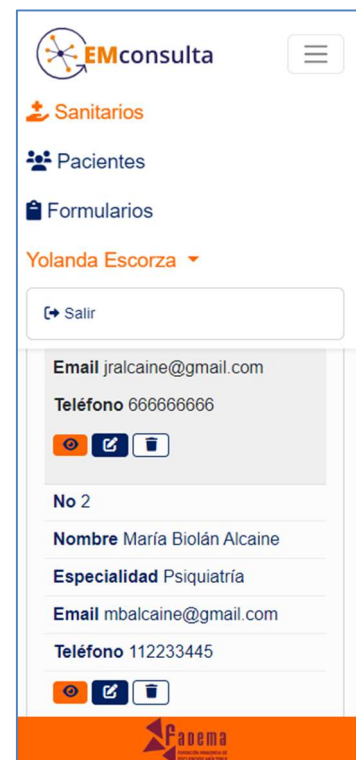 EMconsulta
Sanitarios
Pacientes
Formularios
Yolanda Escorza
Salir
Email jralcaine@gmail.com
Teléfono 666666666
No 2
Nombre María Biolán Alcaine
Especialidad Psiquiatría
Email mbalcaine@gmail.com
Teléfono 112233445
Fadema